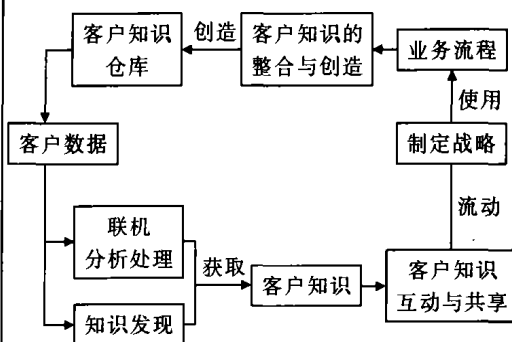 客户知识
仓库
创造
客户知识的
整合与创造
业务流程
使用
客户数据
制定战略
流动
联机
分析处理
获取
客户知识
客户知识
互动与共享
知识发现